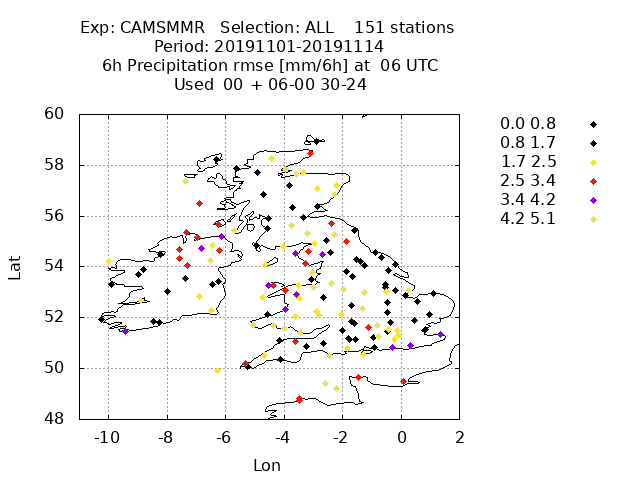 Exp: CAMSMMR   Selection: ALL    151 stations
Period: 20191101-20191114
6h Precipitation rmse [mm/6h] at  06 UTC
Used  00 + 06-00 30-24
60
58
56
54
52
50
48
Lat
-10 -8 -6 -4 -2 0 2
Lon
0.0 0.8
0.8 1.7
1.7 2.5
2.5 3.4
3.4 4.2
4.2 5.1